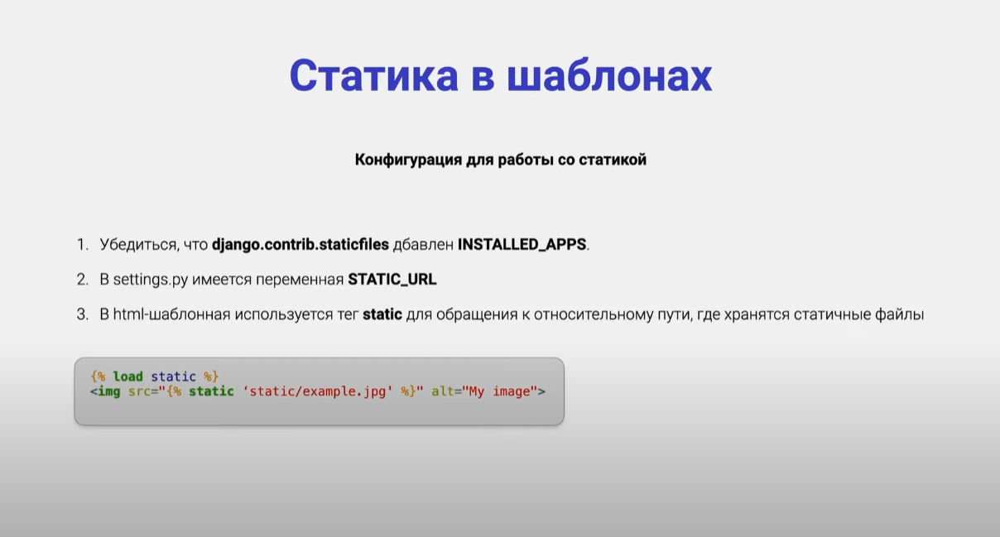 Статика в шаблонах
Конфигурация для работы со статикой
1. Убедиться, что django.contrib.staticfiles дбавлен INSTALLED_APPS.
2. В settings.py имеется переменная STATIC_URL
3. В html-шаблонная используется тег static для обращения к относительному пути, где хранятся статичные файлы
{% load static %}
<img src="{% static ‘static/example.jpg' %}" alt="My image">